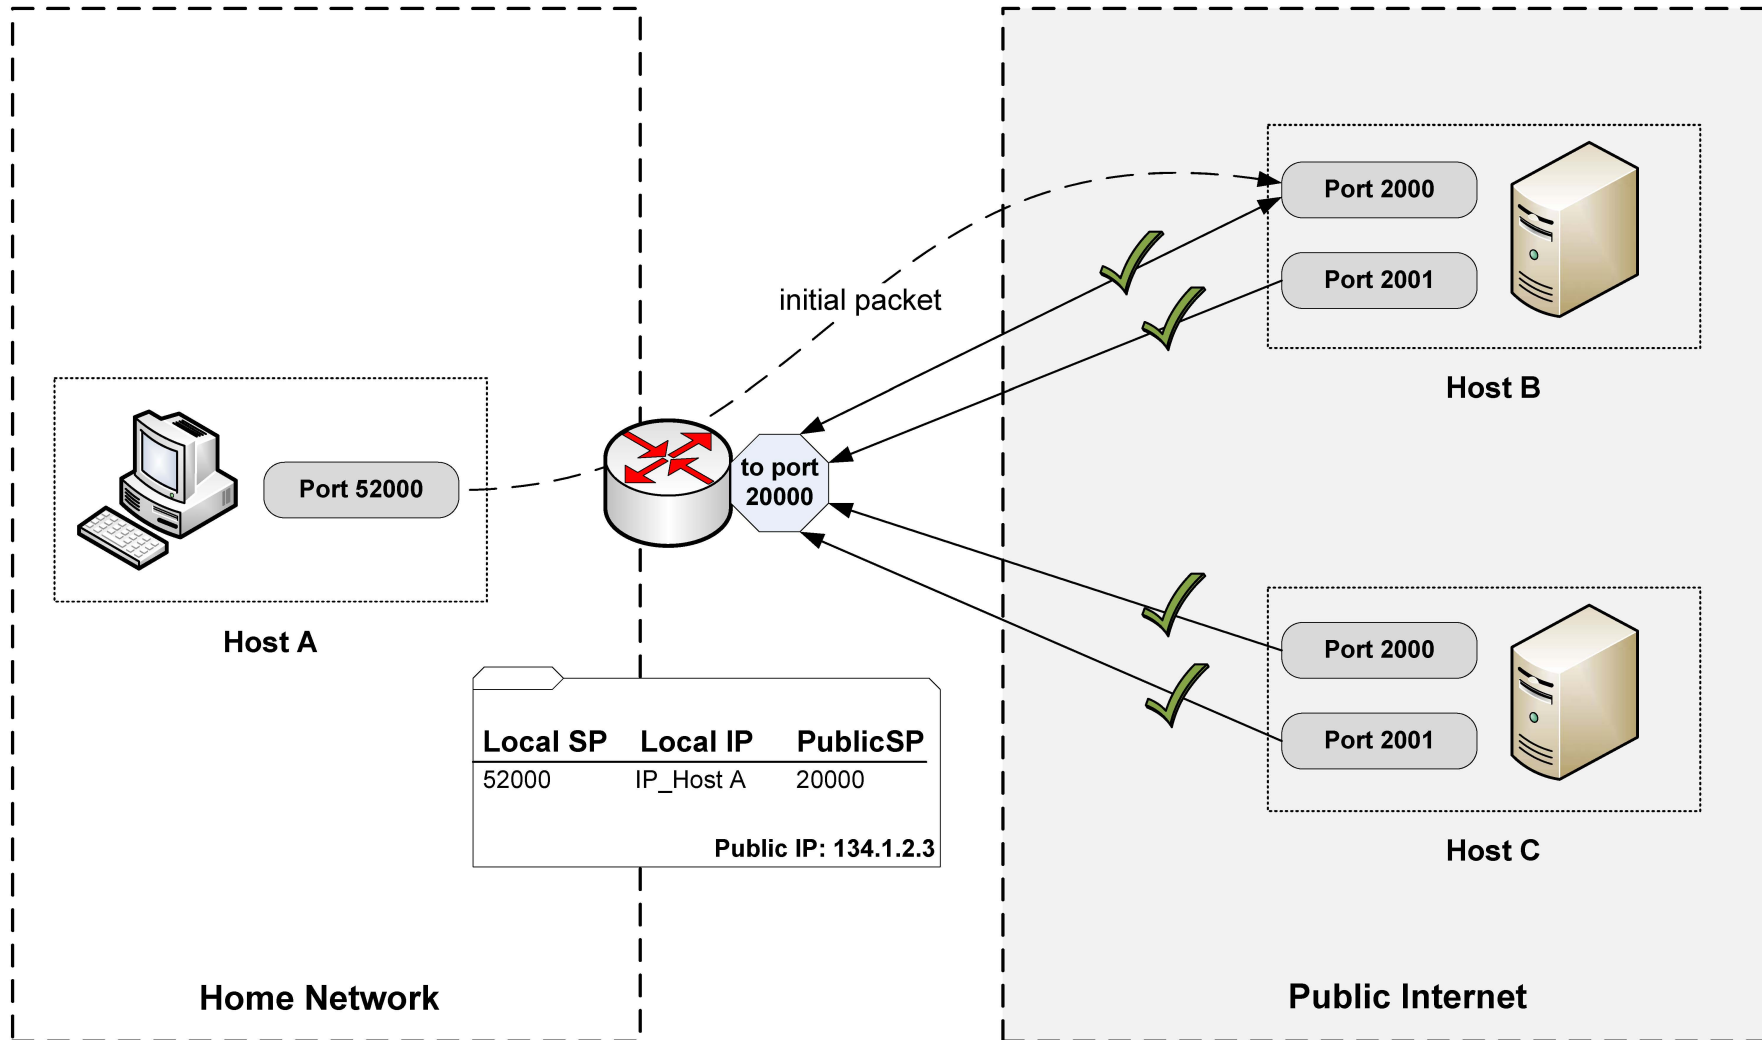 Port 2000
Port 2001
Host B
initial packet
Port 52000
to port
20000
Host A
Port 2000
Port 2001
Host C
Local SP Local IP PublicSP
52000 IP_Host A 20000
Public IP: 134.1.2.3
Home Network
Public Internet